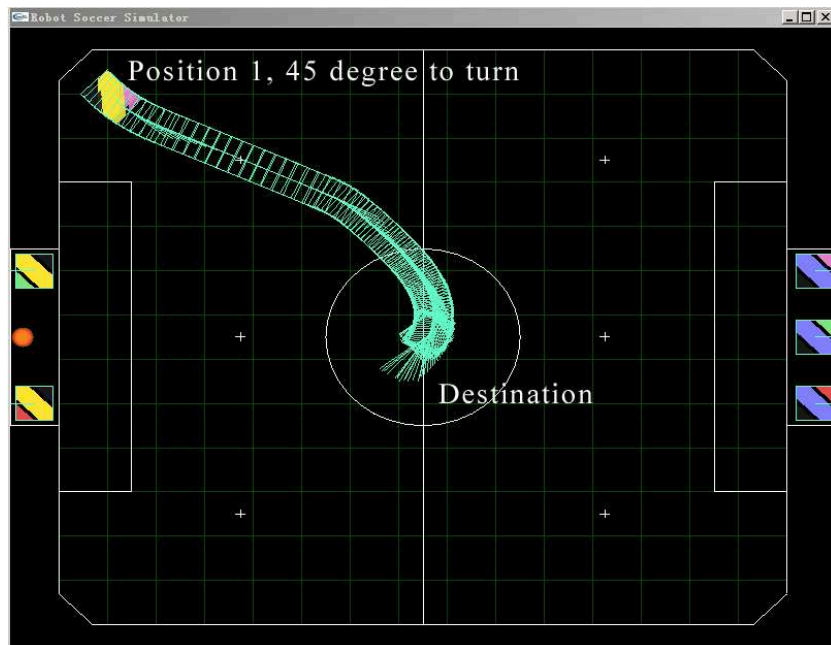 Robot Soccer Simulator
Position 1, 45 degree to turn
Destination